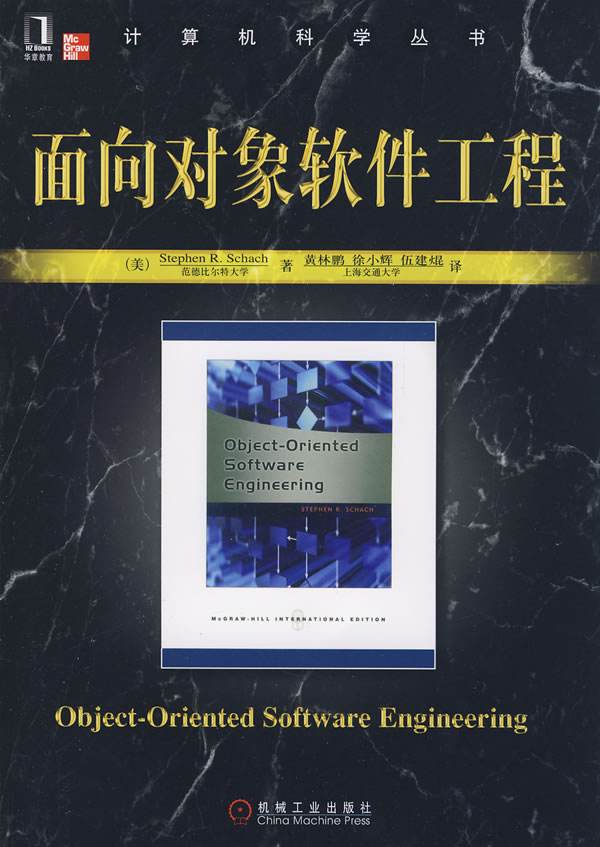 HZ BOOKS
华章教育
Mc
Graw
Hill
计算机科学丛书
面向对象软件工程
(美) Stephen R. Schach 著 黄林鹏 徐小辉 伍建焜 译
范德比尔特大学 上海交通大学
Object-Oriented
Software
Engineering
STEPHEN R. SCHACH
McGRAW-HILL INTERNATIONAL EDITION
Object-Oriented Software Engineering
机械工业出版社
China Machine Press